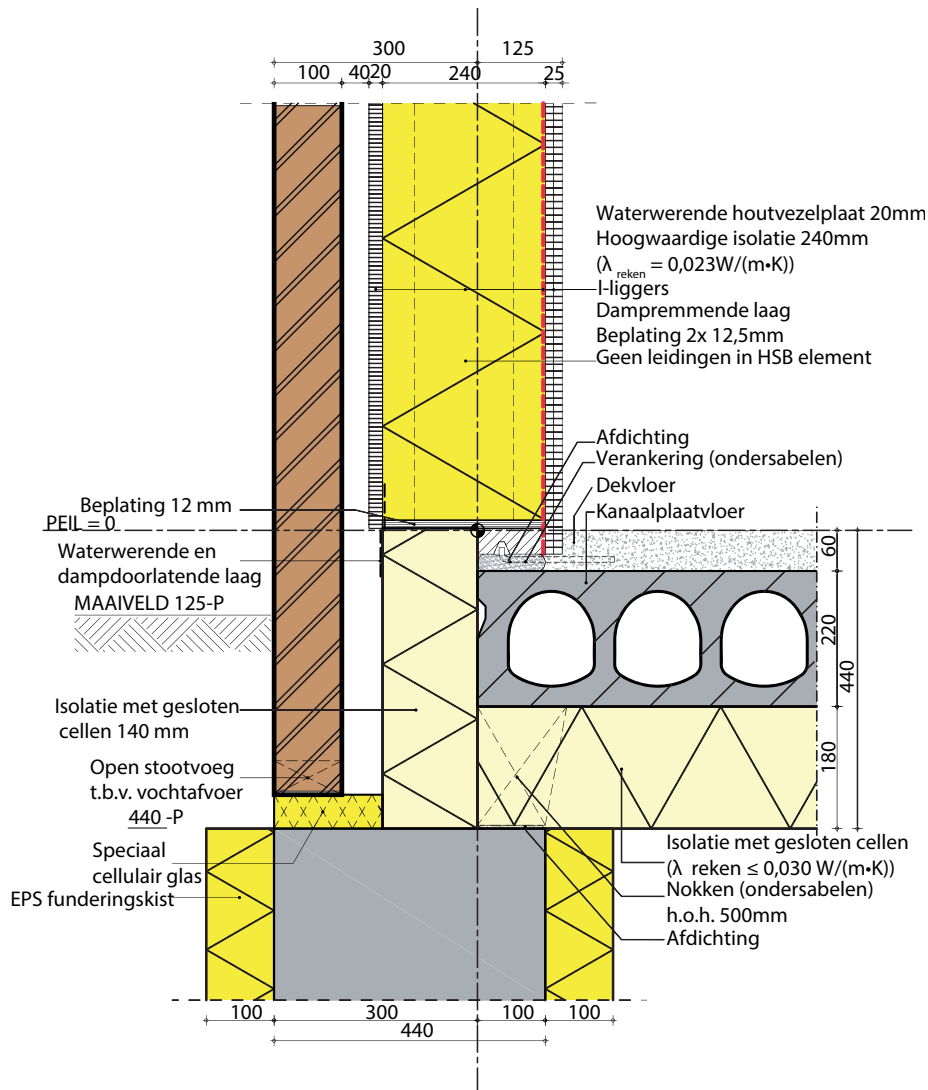 300 125
100 40 20 240 25
Waterwerende houtvezelplaat 20mm
Hoogwaardige isolatie 240mm
(λ reken = 0,023W/(m•K))
I-liggers
Dampremmende laag
Beplating 2x 12,5mm
Geen leidingen in HSB element
Afdichting
Verankering (ondersabelen)
Dekvloer
Kanaalplaatvloer
Beplating 12 mm
PEIL = 0
Waterwerende en
dampdoorlatende laag
MAAIVELD 125-P
60
220
440
180
Isolatie met gesloten
cellen 140 mm
Open stootvoeg
t.b.v. vochtafvoer
440 -P
Speciaal
cellulair glas
EPS funderingskist
Isolatie met gesloten cellen
(λ reken ≤ 0,030 W/(m•K))
Nokken (ondersabelen)
h.o.h. 500mm
Afdichting
100 300 100 100
440